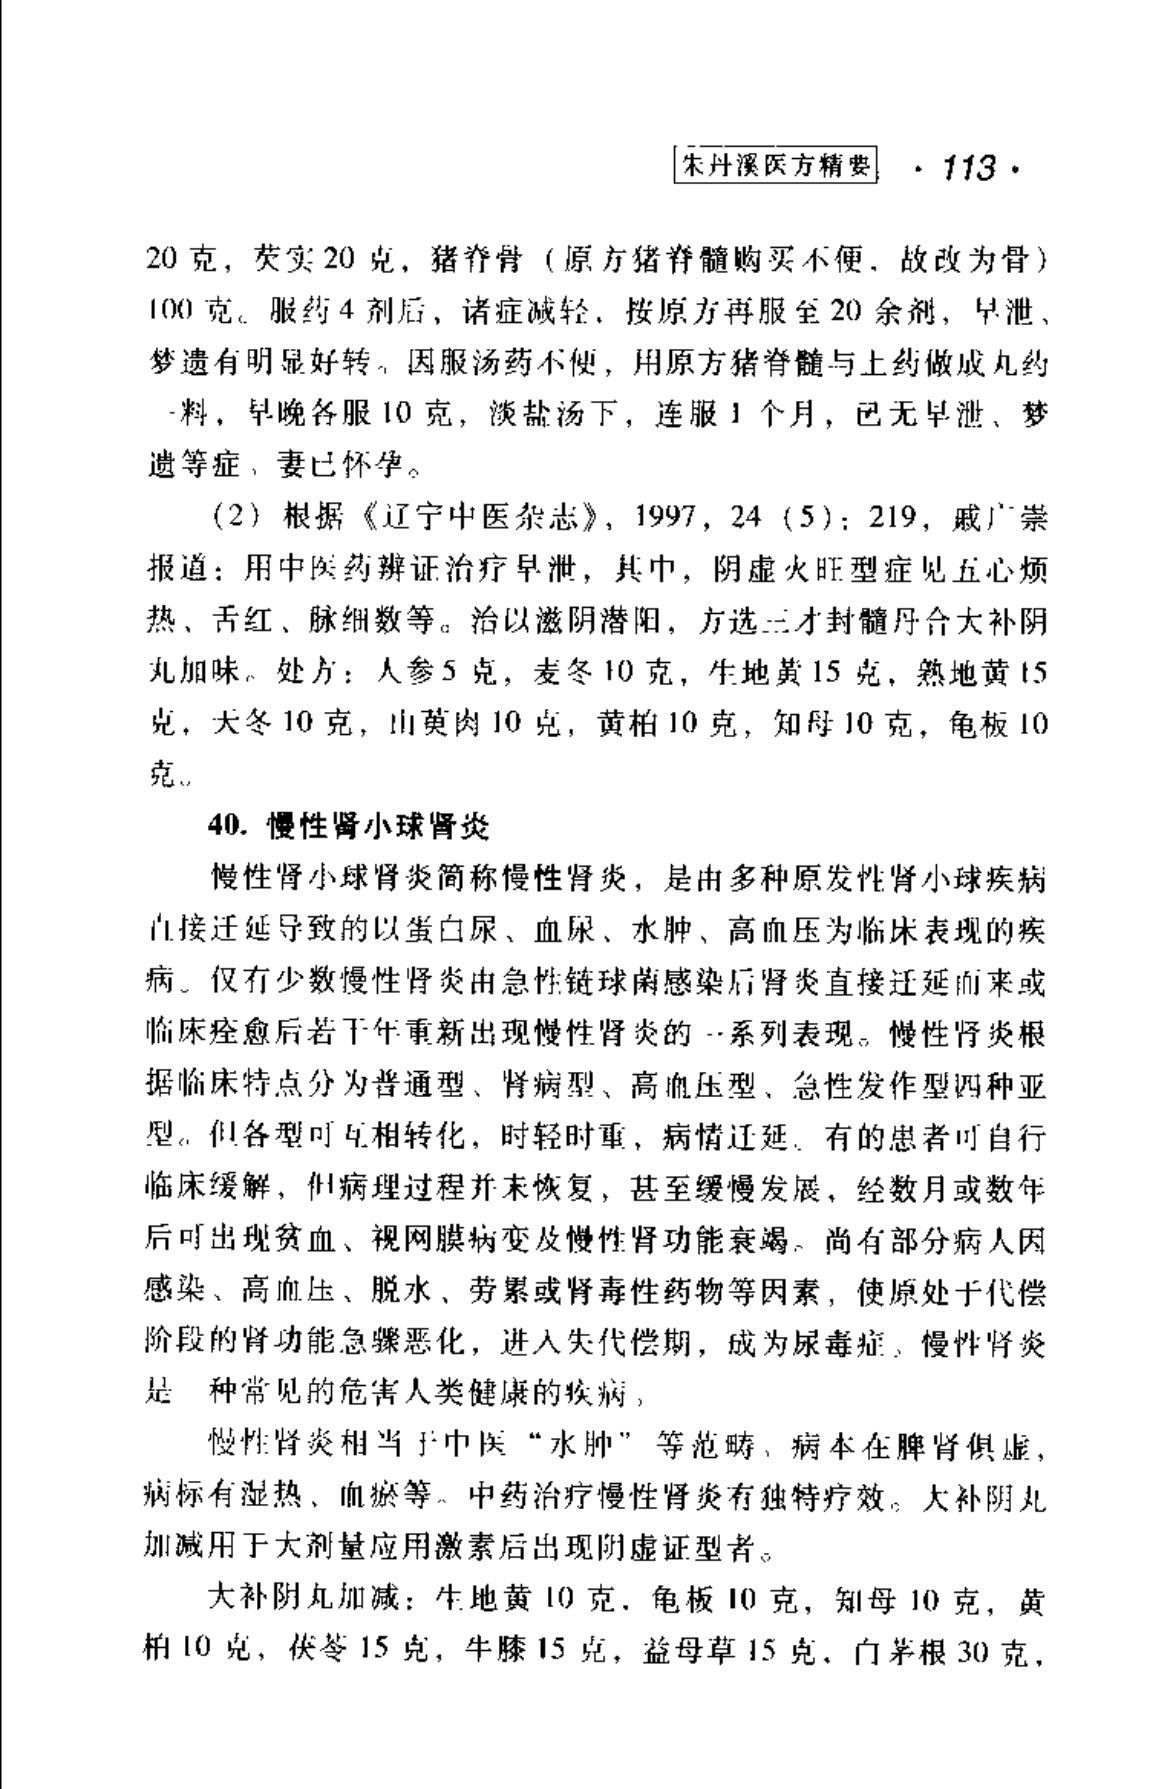 朱丹溪医方精要 · 113 ·
20 克，芡实 20 克，猪脊骨（原方猪脊髓购买不便，故改为骨）
100 克。服药 4 剂后，诸症减轻，按原方再服至 20 余剂，早泄、
梦遗有明显好转。因服汤药不便，用原方猪脊髓与上药做成丸药
一料，早晚各服 10 克，淡盐汤下，连服 1 个月，已无早泄、梦
遗等症，妻已怀孕。
（2）根据《辽宁中医杂志》，1997，24（5）：219，戚广崇
报道：用中医药辨证治疗早泄，其中，阴虚火旺型症见五心烦
热、舌红、脉细数等。治以滋阴潜阳，方选三才封髓丹合大补阴
丸加味。处方：人参 5 克，麦冬 10 克，生地黄 15 克，熟地黄 15
克，天冬 10 克，山萸肉 10 克，黄柏 10 克，知母 10 克，龟板 10
克。
40. 慢性肾小球肾炎
慢性肾小球肾炎简称慢性肾炎，是由多种原发性肾小球疾病
直接迁延导致的以蛋白尿、血尿、水肿、高血压为临床表现的疾
病。仅有少数慢性肾炎由急性链球菌感染后肾炎直接迁延而来或
临床痊愈后若干年重新出现慢性肾炎的一系列表现。慢性肾炎根
据临床特点分为普通型、肾病型、高血压型、急性发作型四种亚
型。但各型可互相转化，时轻时重，病情迁延。有的患者可自行
临床缓解，但病理过程并未恢复，甚至缓慢发展，经数月或数年
后可出现贫血、视网膜病变及慢性肾功能衰竭。尚有部分病人因
感染、高血压、脱水、劳累或肾毒性药物等因素，使原处于代偿
阶段的肾功能急骤恶化，进入失代偿期，成为尿毒症。慢性肾炎
是一种常见的危害人类健康的疾病。
慢性肾炎相当于中医“水肿”等范畴，病本在脾肾俱虚，
病标有湿热、血瘀等。中药治疗慢性肾炎有独特疗效。大补阴丸
加减用于大剂量应用激素后出现阴虚证型者。
大补阴丸加减：生地黄 10 克，龟板 10 克，知母 10 克，黄
柏 10 克，茯苓 15 克，牛膝 15 克，益母草 15 克，白茅根 30 克，